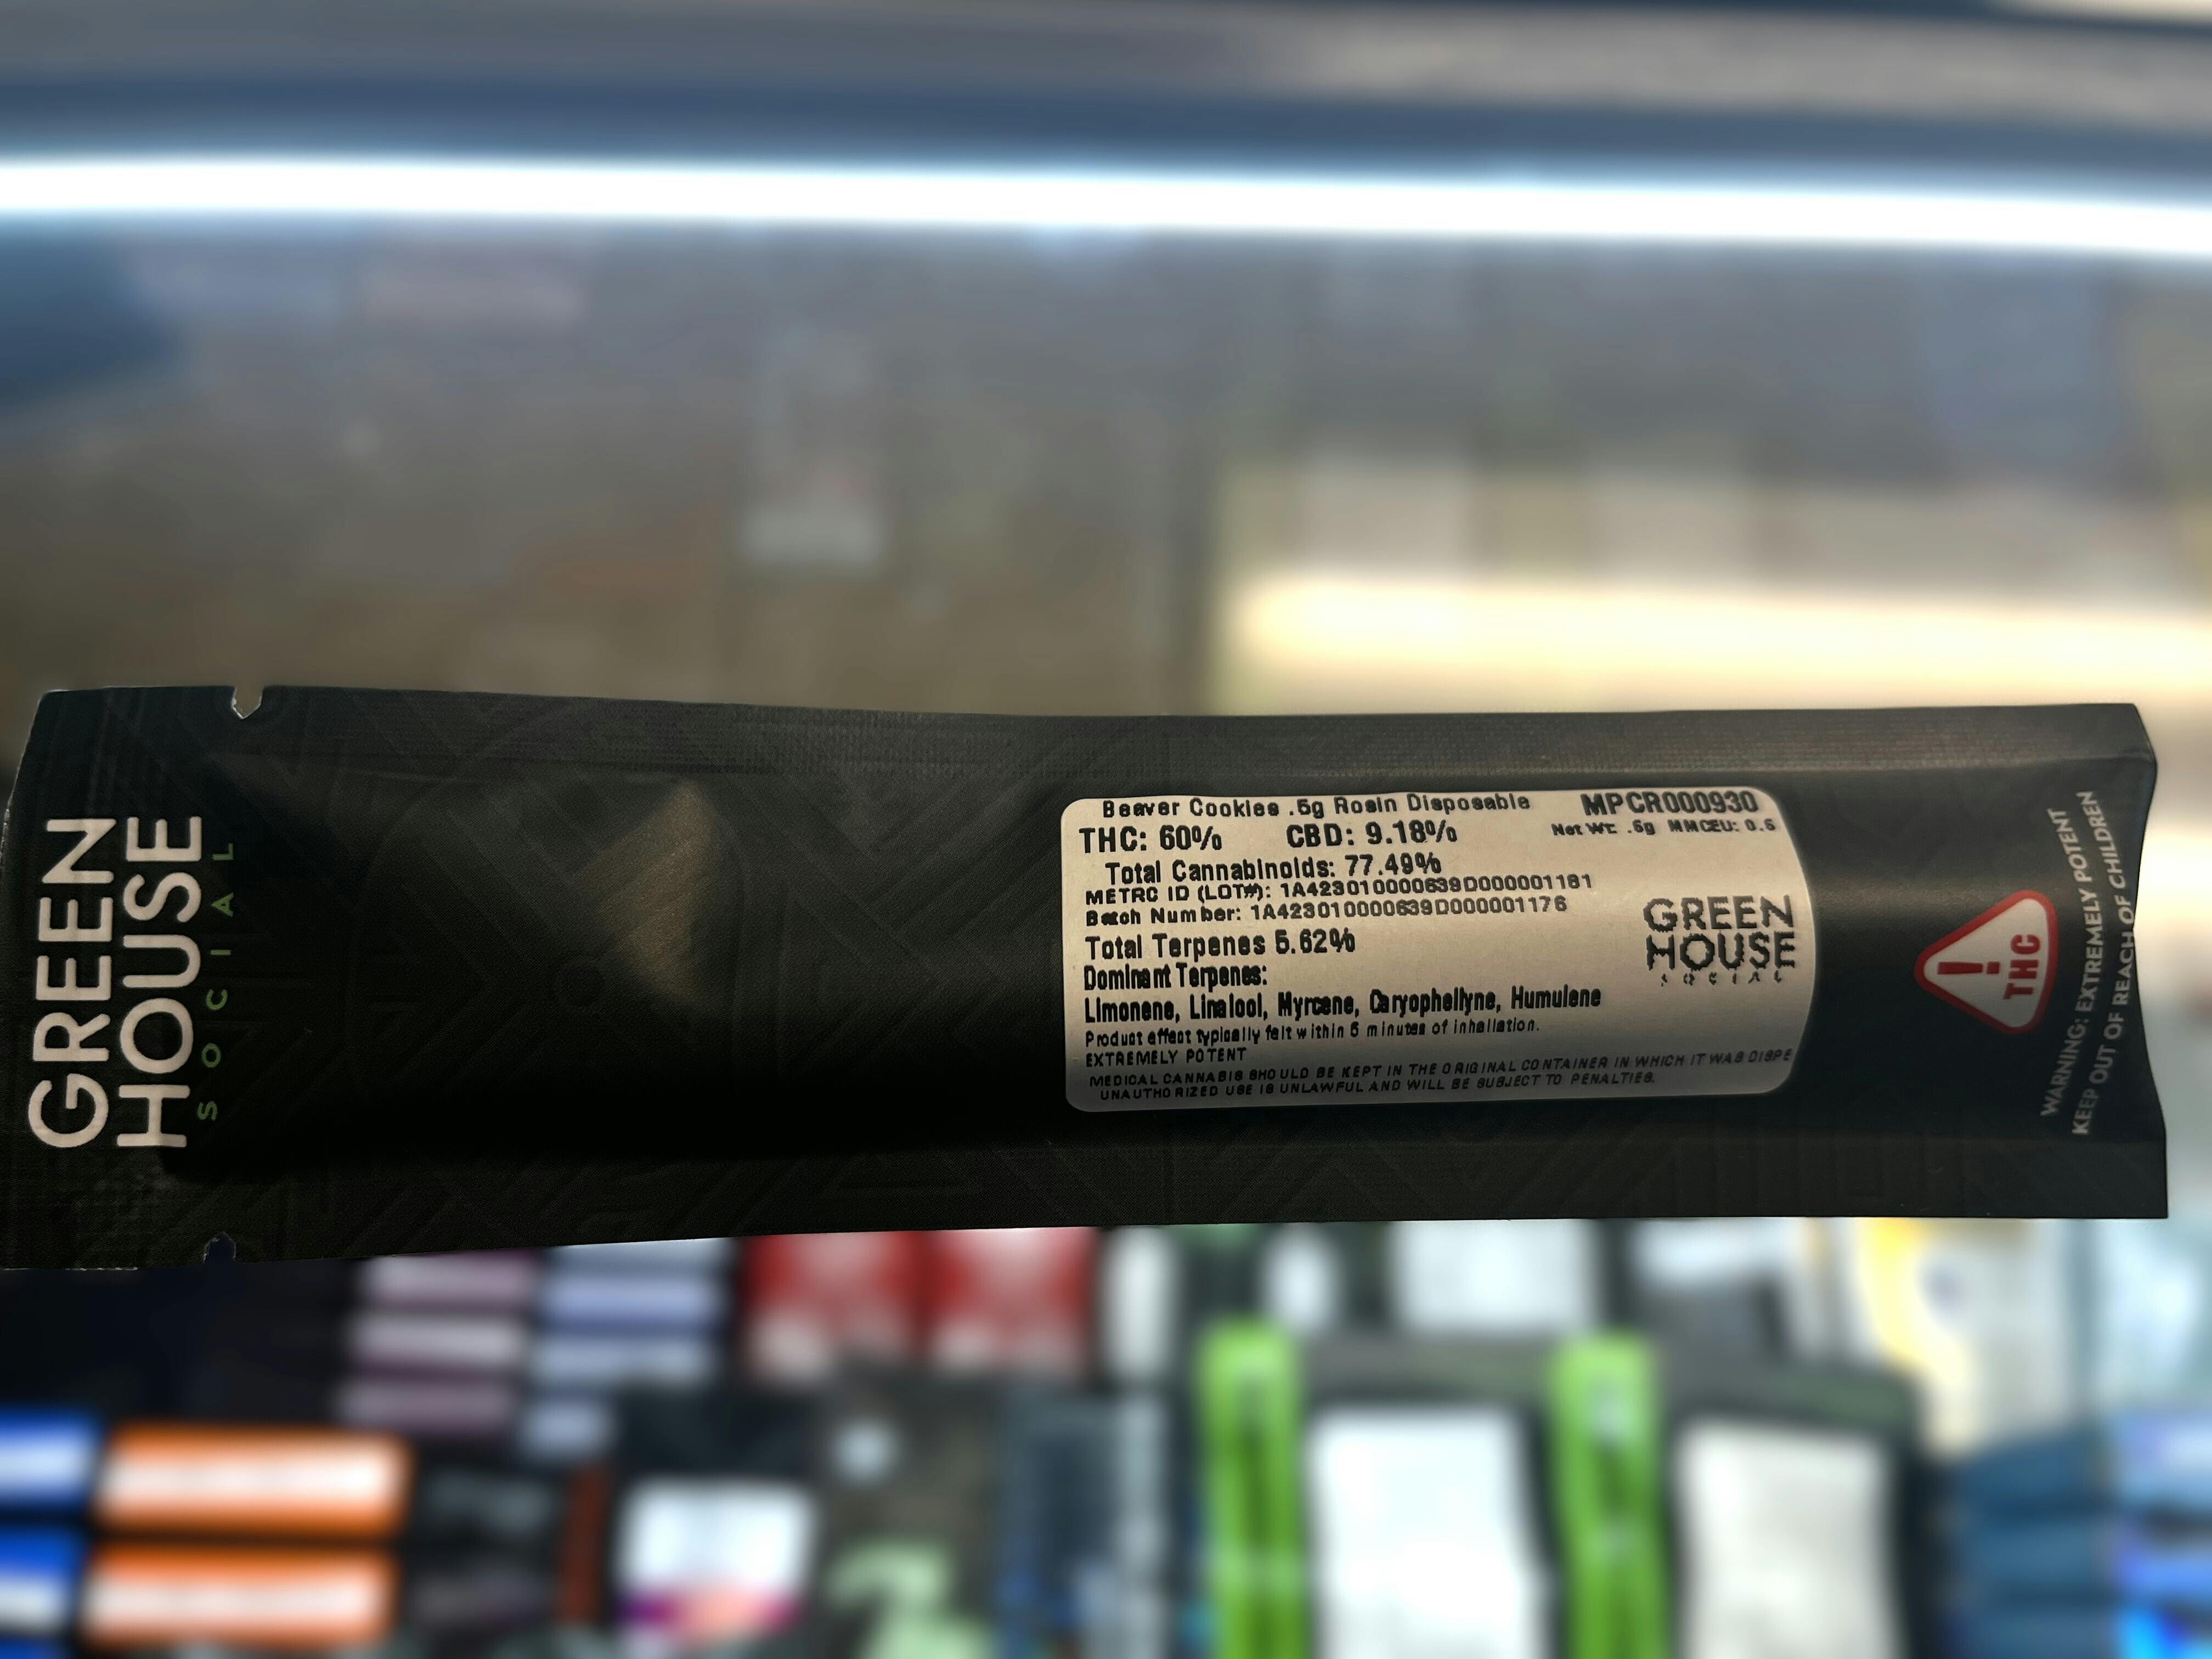 GREEN
HOUSE
SOCIAL
Beaver Cookies .5g Rosin Disposable
MPCR000930
THC: 60% CBD: 9.18%
Net Wt: .5g MMCEU: 0.5
Total Cannabinolds: 77.49%
METRC ID (LOT#): 1A423010000639D000001181
Batch Number: 1A423010000639D000001176
Total Terpenes 5.62%
Dominant Terpenes:
Limonene, Linalool, Myrcene, Caryophellyne, Humulene
Product effect typically felt within 5 minutes of inhallation.
EXTREMELY POTENT
MEDICAL CANNABIS SHOULD BE KEPT IN THE ORIGINAL CONTAINER IN WHICH IT WAS DISPE
UNAUTHORIZED USE IS UNLAWFUL AND WILL BE SUBJECT TO PENALTIES.
GREEN
HOUSE
SOCIAL
! THC
WARNING: EXTREMELY POTENT
KEEP OUT OF REACH OF CHILDREN